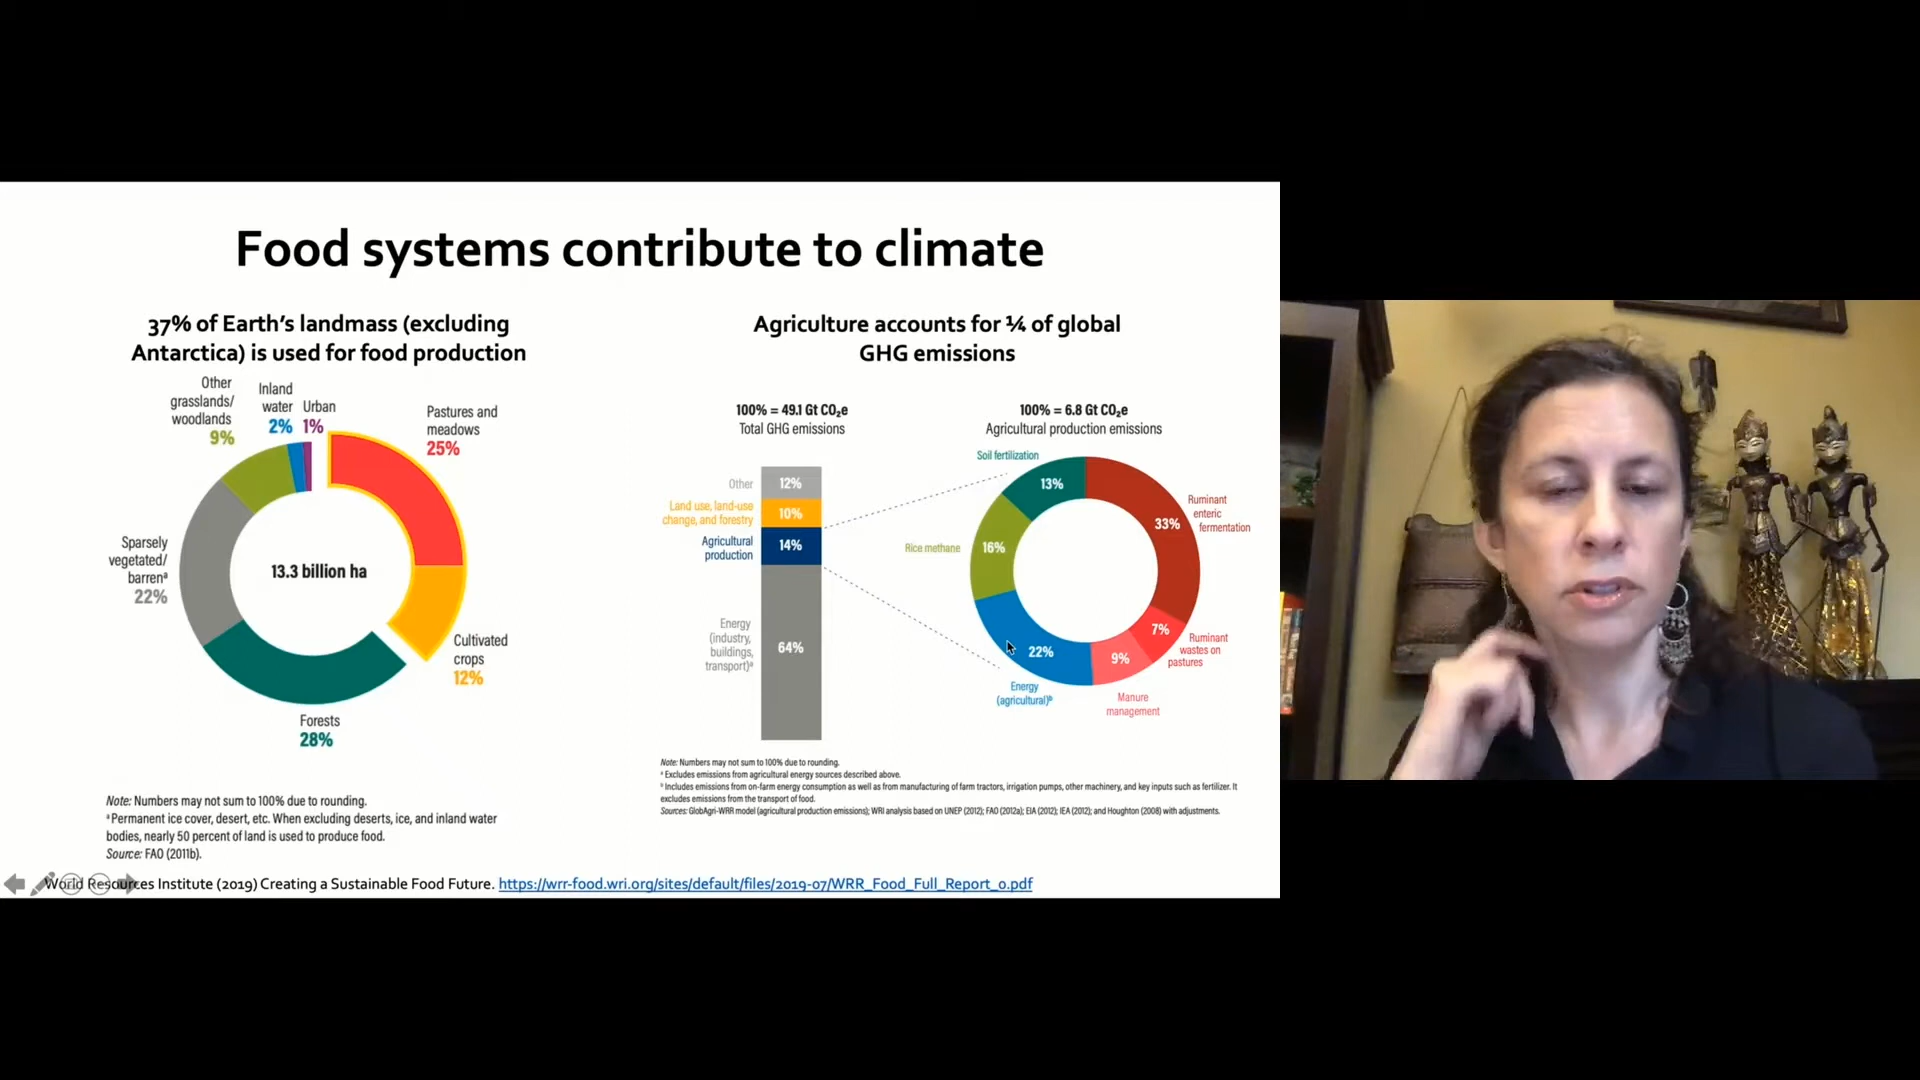 Food systems contribute to climate
37% of Earth's landmass (excluding
Antarctica) is used for food production
Other
grasslands/
woodlands
9%
Inland
water
2%
Urban
1%
Pastures and
meadows
25%
Sparsely
vegetated/
barrenª
22%
13.3 billion ha
Cultivated
crops
12%
Forests
28%
Note: Numbers may not sum to 100% due to rounding.
ª Permanent ice cover, desert, etc. When excluding deserts, ice, and inland water
bodies, nearly 50 percent of land is used to produce food.
Source: FAO (2011b).
Agriculture accounts for ¼ of global
GHG emissions
100% = 49.1 Gt CO₂e
Total GHG emissions
Other
12%
Land use, land-use
change, and forestry
10%
Agricultural
production
14%
Energy
(industry,
buildings,
transport)ª
64%
100% = 6.8 Gt CO₂e
Agricultural production emissions
Soil fertilization
13%
Ruminant
enteric
fermentation
33%
Rice methane
16%
7%
Ruminant
wastes on
pastures
22%
9%
Energy
(agricultural)ᵇ
Manure
management
Note: Numbers may not sum to 100% due to rounding.
ª Excludes emissions from agricultural energy sources described above.
ᵇ Includes emissions from on-farm energy consumption as well as from manufacturing of farm tractors, irrigation pumps, other machinery, and key inputs such as fertilizer. It
excludes emissions from the transport of food.
Sources: GlobAgri-WRR model (agricultural production emissions); WRI analysis based on UNEP (2012); FAO (2012a); EIA (2012); IEA (2012); and Houghton (2008) with adjustments.
World Resources Institute (2019) Creating a Sustainable Food Future. https://wrr-food.wri.org/sites/default/files/2019-07/WRR_Food_Full_Report_0.pdf